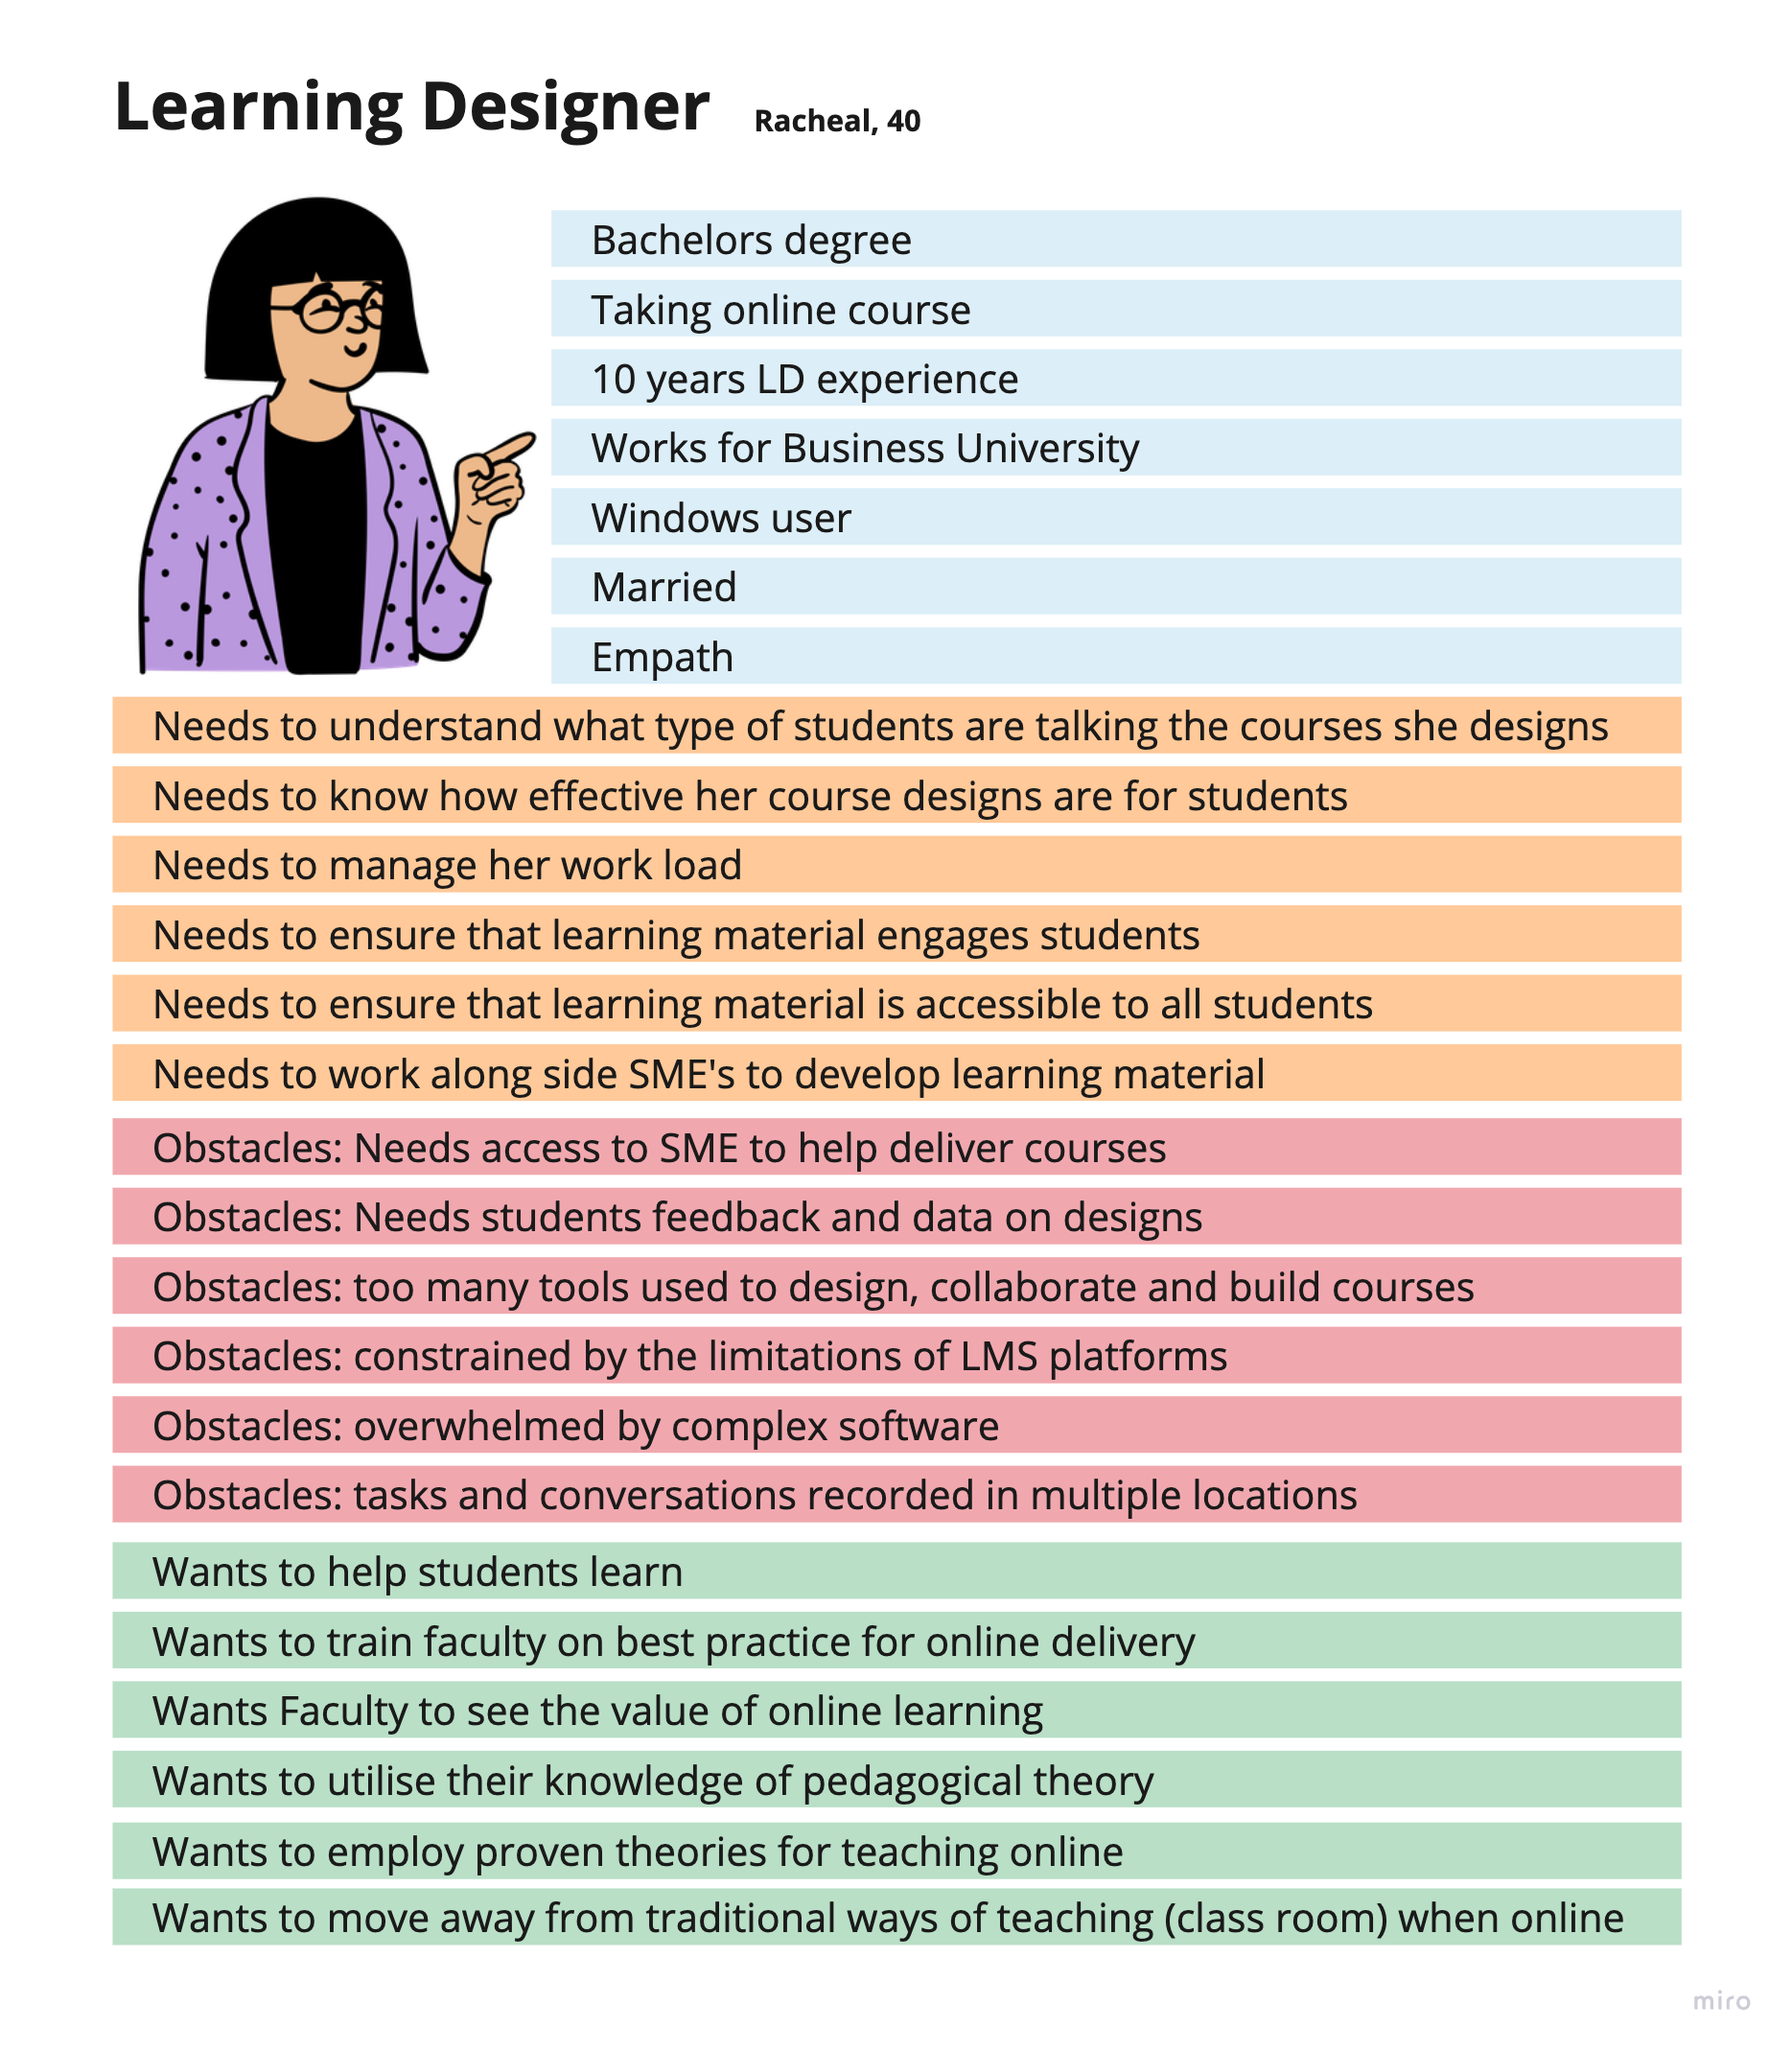 Learning Designer Racheal, 40
Bachelors degree
Taking online course
10 years LD experience
Works for Business University
Windows user
Married
Empath
Needs to understand what type of students are talking the courses she designs
Needs to know how effective her course designs are for students
Needs to manage her work load
Needs to ensure that learning material engages students
Needs to ensure that learning material is accessible to all students
Needs to work along side SME's to develop learning material
Obstacles: Needs access to SME to help deliver courses
Obstacles: Needs students feedback and data on designs
Obstacles: too many tools used to design, collaborate and build courses
Obstacles: constrained by the limitations of LMS platforms
Obstacles: overwhelmed by complex software
Obstacles: tasks and conversations recorded in multiple locations
Wants to help students learn
Wants to train faculty on best practice for online delivery
Wants Faculty to see the value of online learning
Wants to utilise their knowledge of pedagogical theory
Wants to employ proven theories for teaching online
Wants to move away from traditional ways of teaching (class room) when online
miro